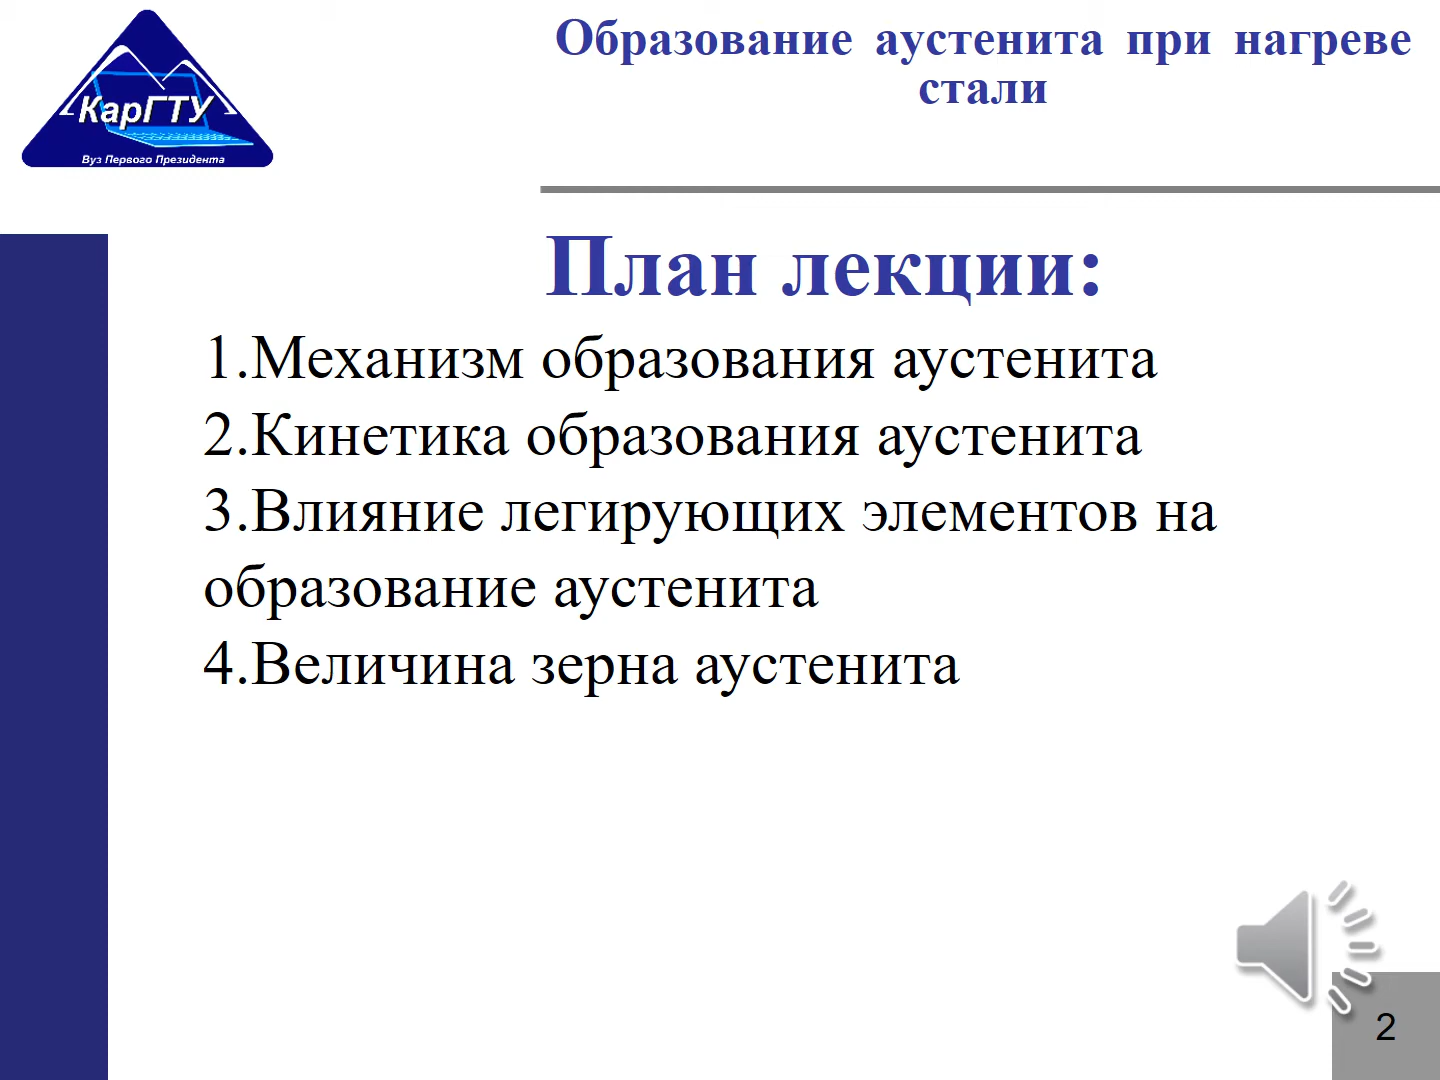 КарГТУ
Вуз Первого Президента
Образование аустенита при нагреве
стали
План лекции:
1.Механизм образования аустенита
2.Кинетика образования аустенита
3.Влияние легирующих элементов на
образование аустенита
4.Величина зерна аустенита
2